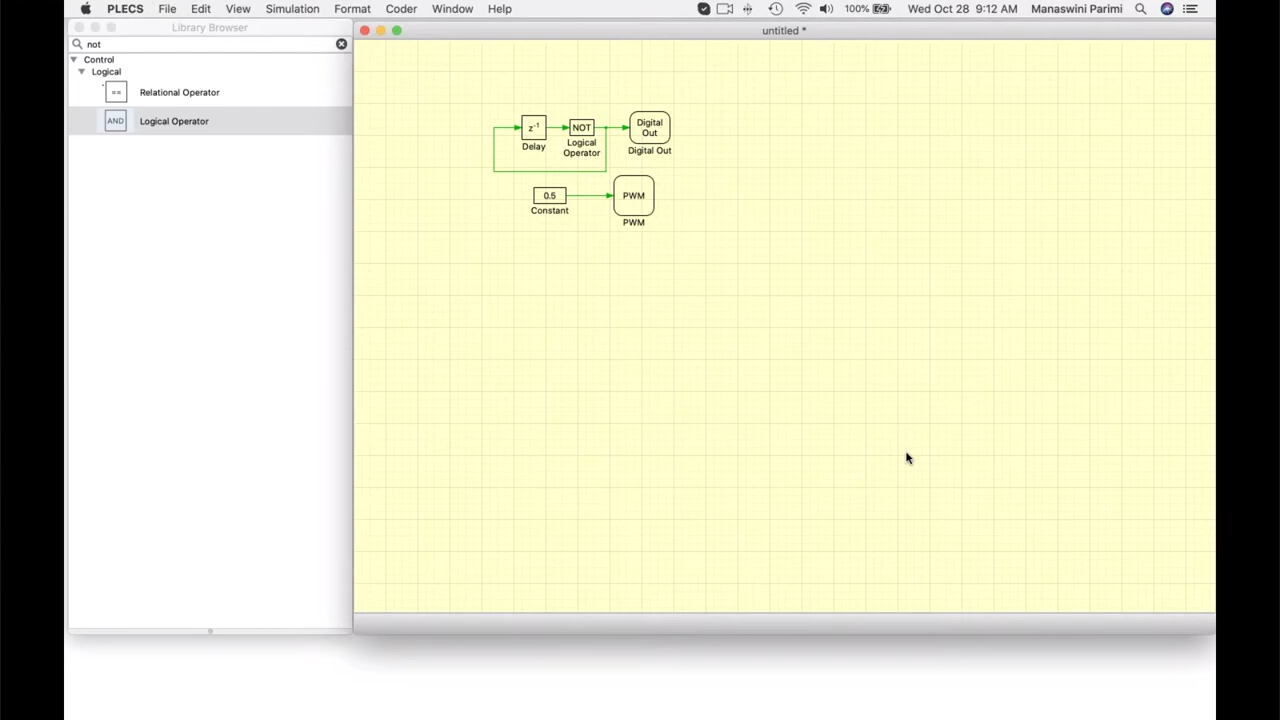 PLECS File Edit View Simulation Format Coder Window Help 100% Wed Oct 28 9:12 AM Manaswini Parimi
Library Browser
untitled *
not
Control
Logical
== Relational Operator
AND Logical Operator
z-1
Delay
NOT
Logical
Operator
Digital
Out
Digital Out
0.5
Constant
PWM
PWM